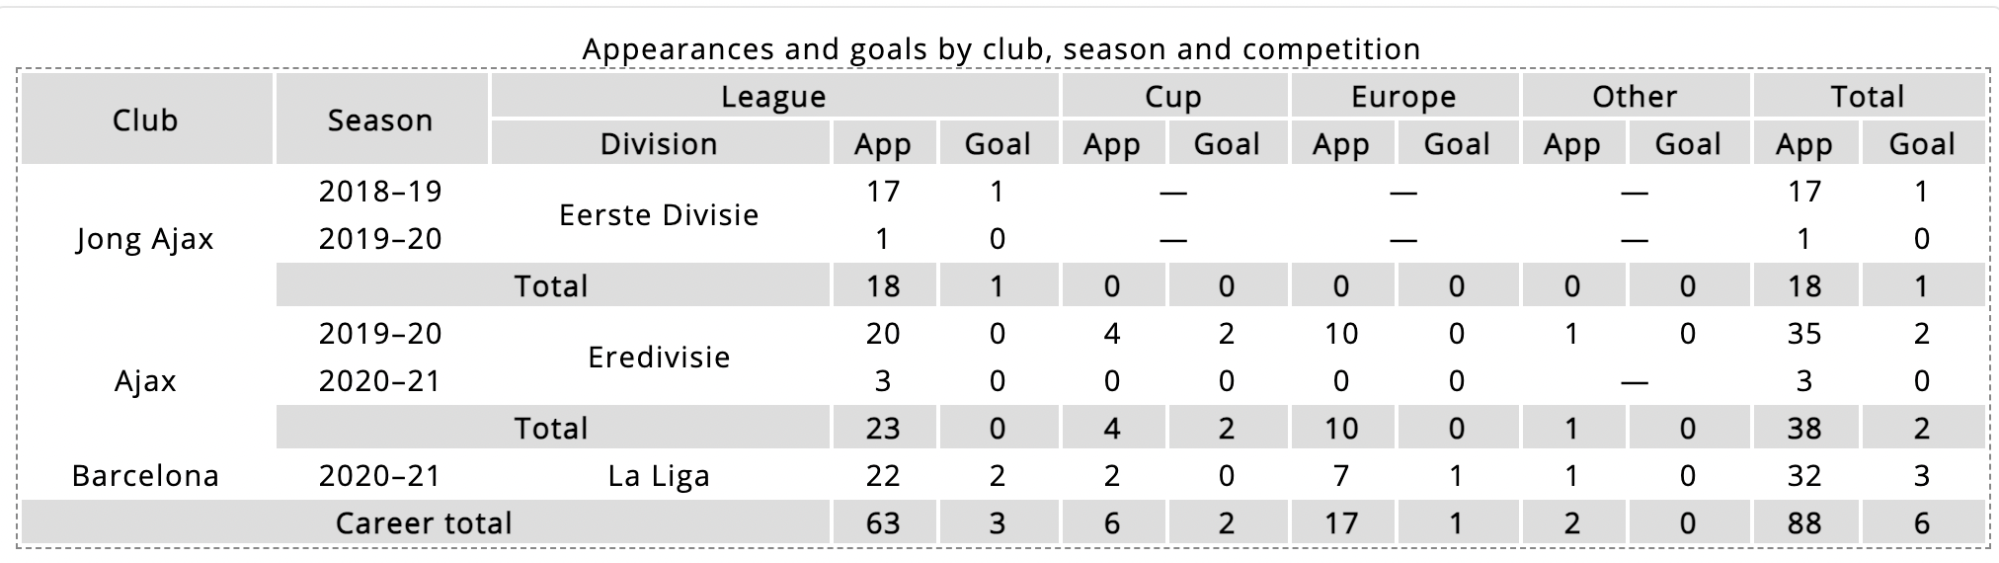 Appearances and goals by club, season and competition
Club Season League Cup Europe Other Total
Division App Goal App Goal App Goal App Goal App Goal
Jong Ajax 2018–19 Eerste Divisie 17 1 — — — 17 1
2019–20 1 0 — — — 1 0
Total 18 1 0 0 0 0 0 0 18 1
Ajax 2019–20 Eredivisie 20 0 4 2 10 0 1 0 35 2
2020–21 3 0 0 0 0 0 — 3 0
Total 23 0 4 2 10 0 1 0 38 2
Barcelona 2020–21 La Liga 22 2 2 0 7 1 1 0 32 3
Career total 63 3 6 2 17 1 2 0 88 6